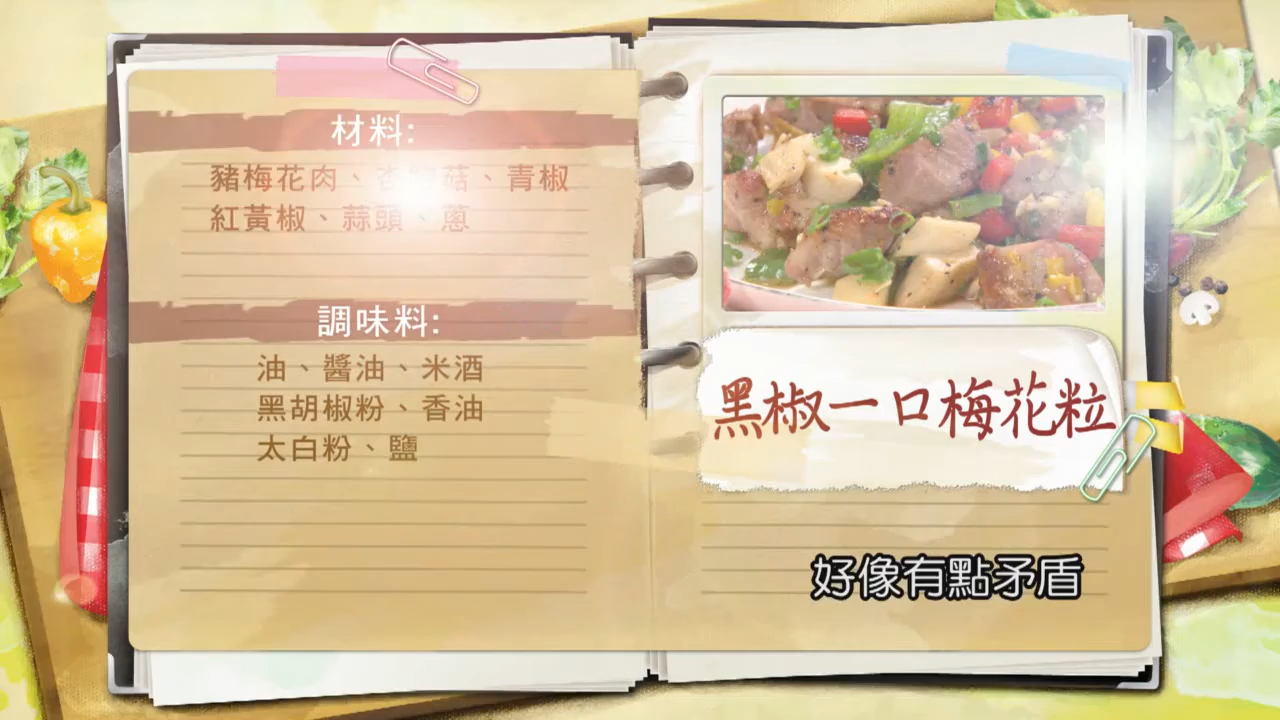 材料:
豬梅花肉、杏鮑菇、青椒
紅黃椒、蒜頭、蔥
調味料:
油、醬油、米酒
黑胡椒粉、香油
太白粉、鹽
黑椒一口梅花粒
好像有點矛盾